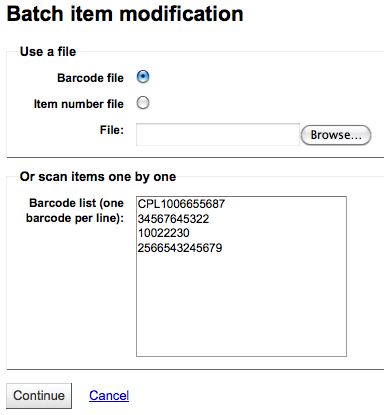 Batch item modification
Use a file
Barcode file
Item number file
File:
Browse...
Or scan items one by one
Barcode list (one
barcode per line):
CPL1006655687
34567645322
10022230
2566543245679
Continue
Cancel